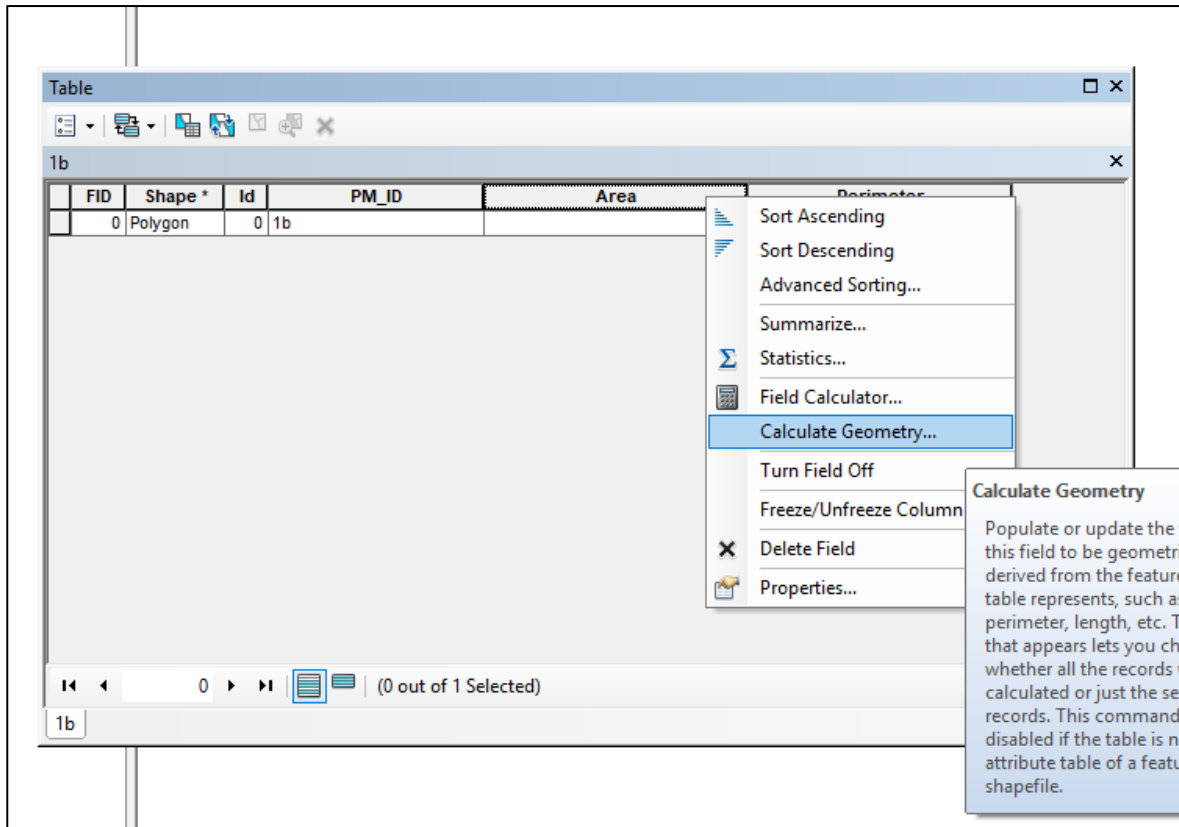 Table
1b
FID Shape * Id PM_ID Area Perimeter
0 Polygon 0 1b
Sort Ascending
Sort Descending
Advanced Sorting...
Summarize...
Statistics...
Field Calculator...
Calculate Geometry...
Turn Field Off
Freeze/Unfreeze Column
Delete Field
Properties...
Calculate Geometry
Populate or update the
this field to be geometri
derived from the feature
table represents, such as
perimeter, length, etc. T
that appears lets you ch
whether all the records
calculated or just the se
records. This command
disabled if the table is n
attribute table of a featu
shapefile.
0 (0 out of 1 Selected)
1b